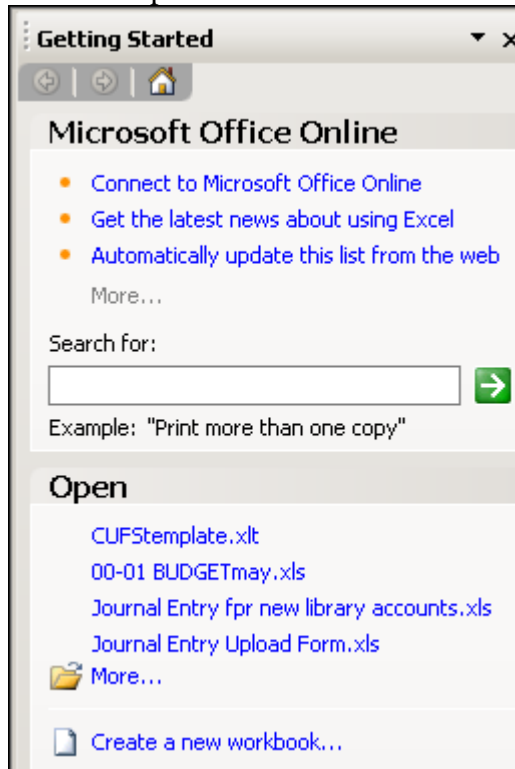 Getting Started
Microsoft Office Online
Connect to Microsoft Office Online
Get the latest news about using Excel
Automatically update this list from the web
More...
Search for:
Example: "Print more than one copy"
Open
CUFStemplate.xlt
00-01 BUDGETmay.xls
Journal Entry fpr new library accounts.xls
Journal Entry Upload Form.xls
More...
Create a new workbook...